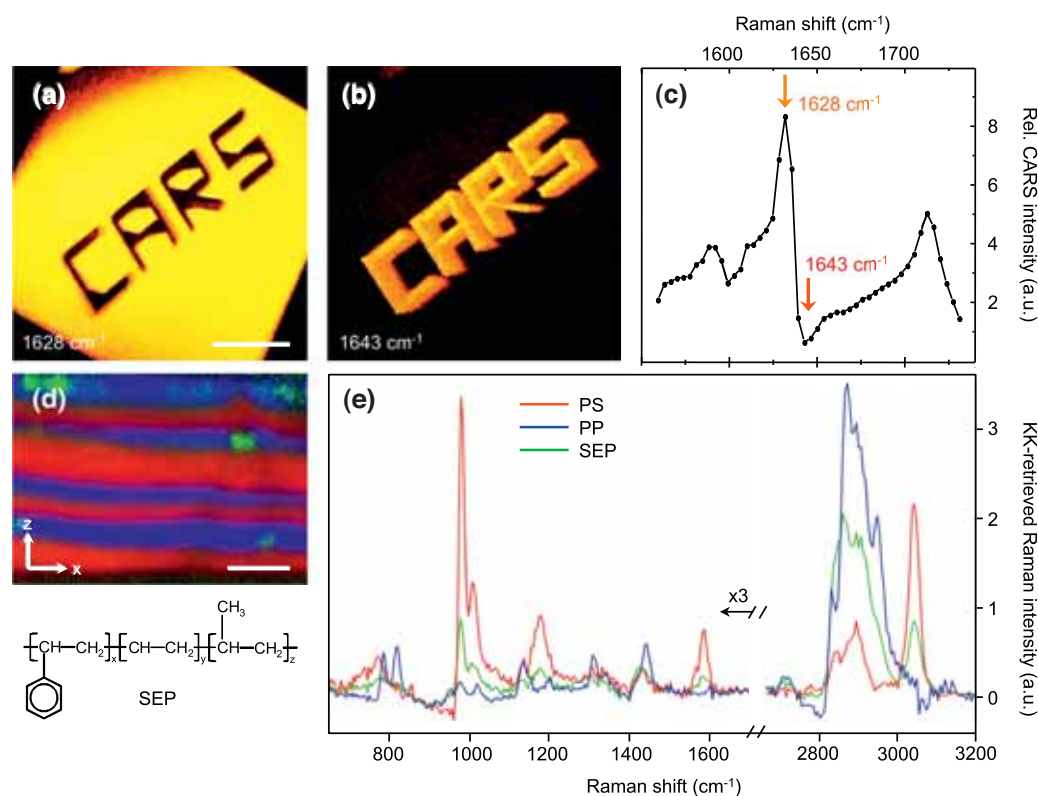 (a)
CARS
1628 cm-1
(b)
CARS
1643 cm-1
Raman shift (cm-1)
1600 1650 1700
(c)
1628 cm-1
1643 cm-1
8
6
4
2
Rel. CARS intensity (a.u.)
(d)
z
x
CH3
CH—CH2 x CH—CH2 y CH—CH2 z
SEP
(e)
PS
PP
SEP
x3
3
2
1
0
KK-retrieved Raman intensity (a.u.)
800 1000 1200 1400 1600 2800 3000 3200
Raman shift (cm-1)